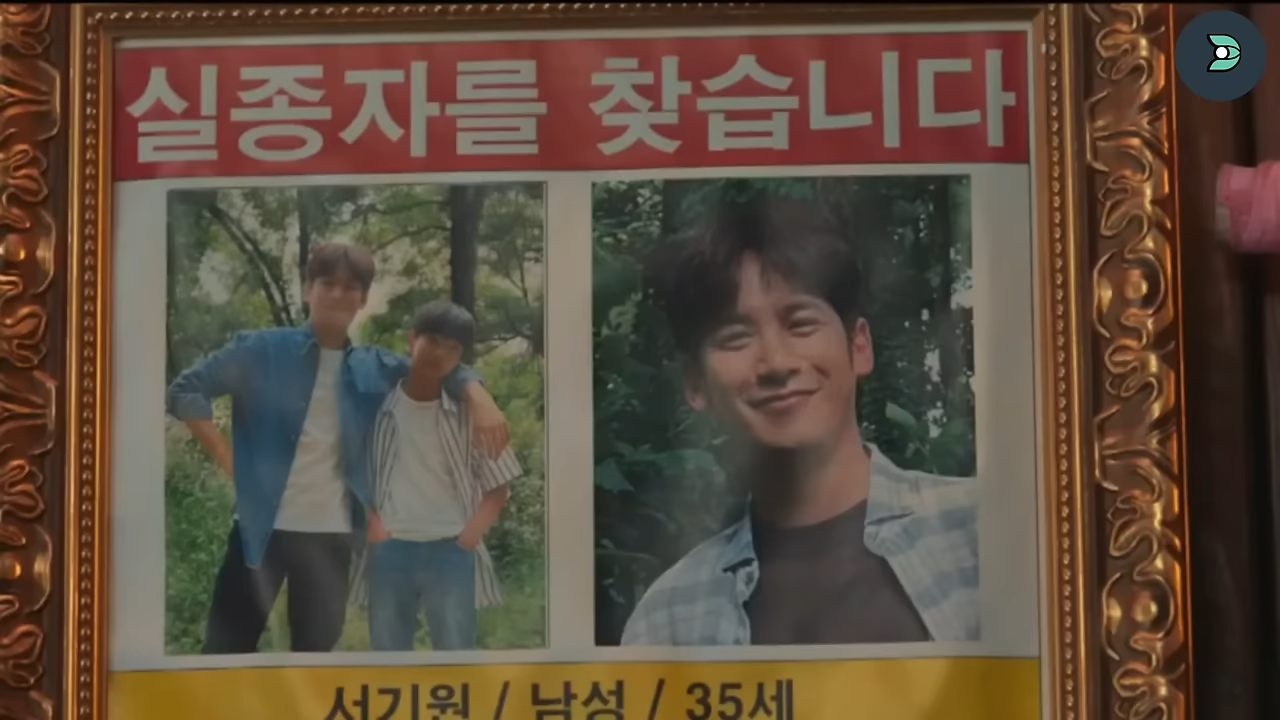 실종자를 찾습니다
서기원 / 남성 / 35세